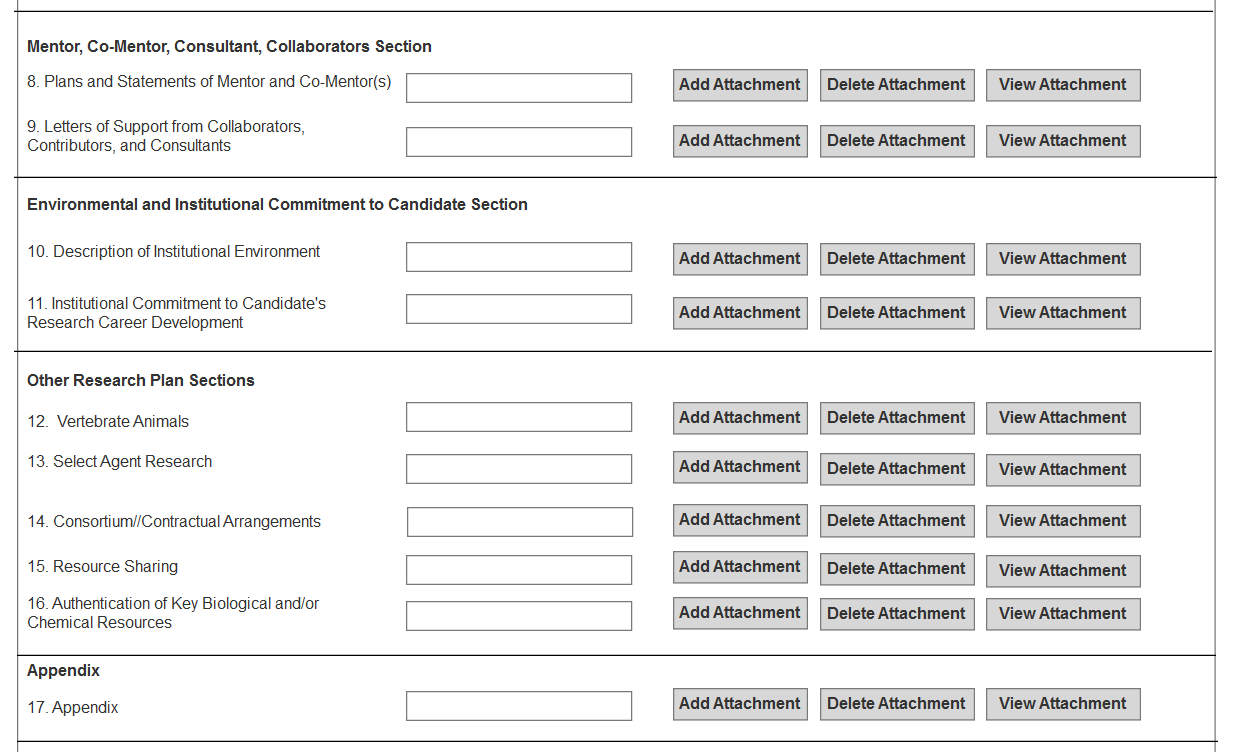 Mentor, Co-Mentor, Consultant, Collaborators Section
8. Plans and Statements of Mentor and Co-Mentor(s) Add Attachment Delete Attachment View Attachment
9. Letters of Support from Collaborators,
Contributors, and Consultants Add Attachment Delete Attachment View Attachment
Environmental and Institutional Commitment to Candidate Section
10. Description of Institutional Environment Add Attachment Delete Attachment View Attachment
11. Institutional Commitment to Candidate's
Research Career Development Add Attachment Delete Attachment View Attachment
Other Research Plan Sections
12. Vertebrate Animals Add Attachment Delete Attachment View Attachment
13. Select Agent Research Add Attachment Delete Attachment View Attachment
14. Consortium//Contractual Arrangements Add Attachment Delete Attachment View Attachment
15. Resource Sharing Add Attachment Delete Attachment View Attachment
16. Authentication of Key Biological and/or
Chemical Resources Add Attachment Delete Attachment View Attachment
Appendix
17. Appendix Add Attachment Delete Attachment View Attachment